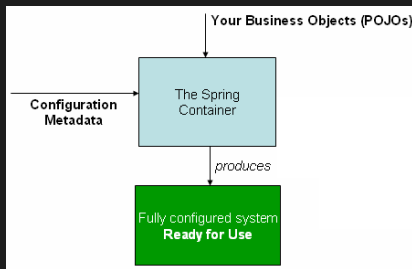 Your Business Objects (POJOs)
The Spring
Container
Configuration
Metadata
produces
Fully configured system
Ready for Use